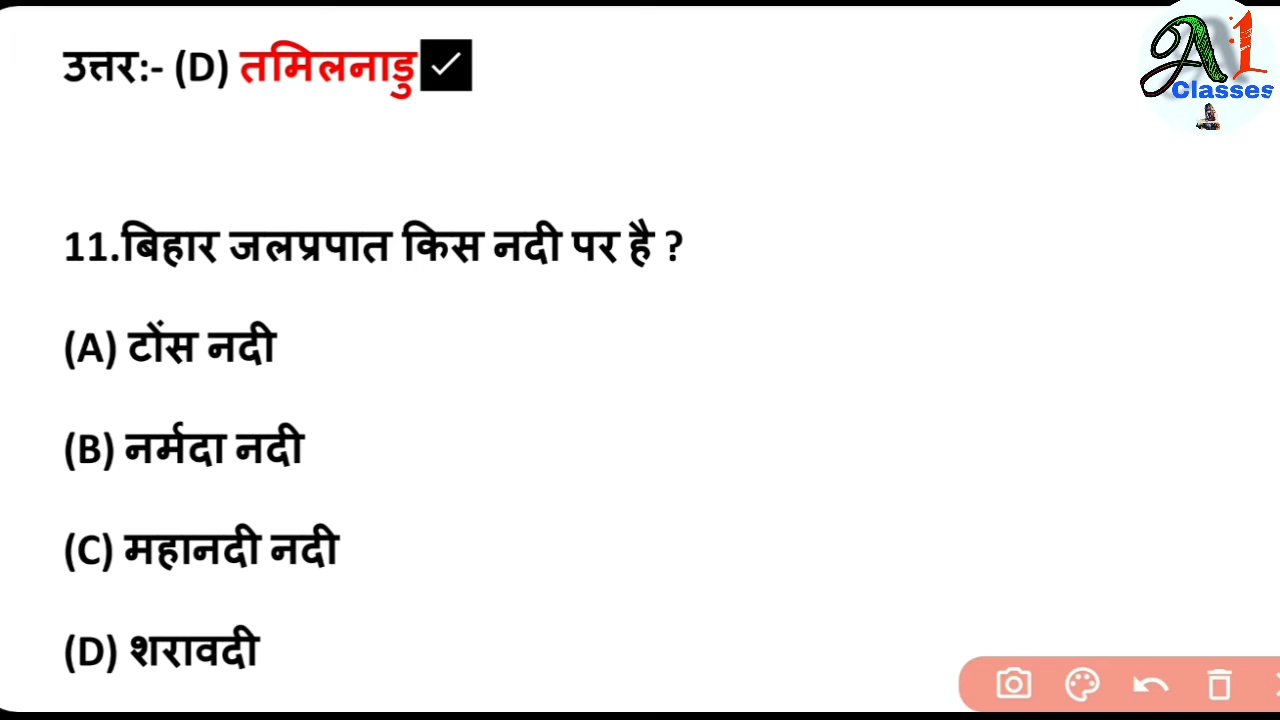 उत्तर:- (D) तमिलनाडु
A1
Classes
11.बिहार जलप्रपात किस नदी पर है ?
(A) टोंस नदी
(B) नर्मदा नदी
(C) महानदी नदी
(D) शरावदी